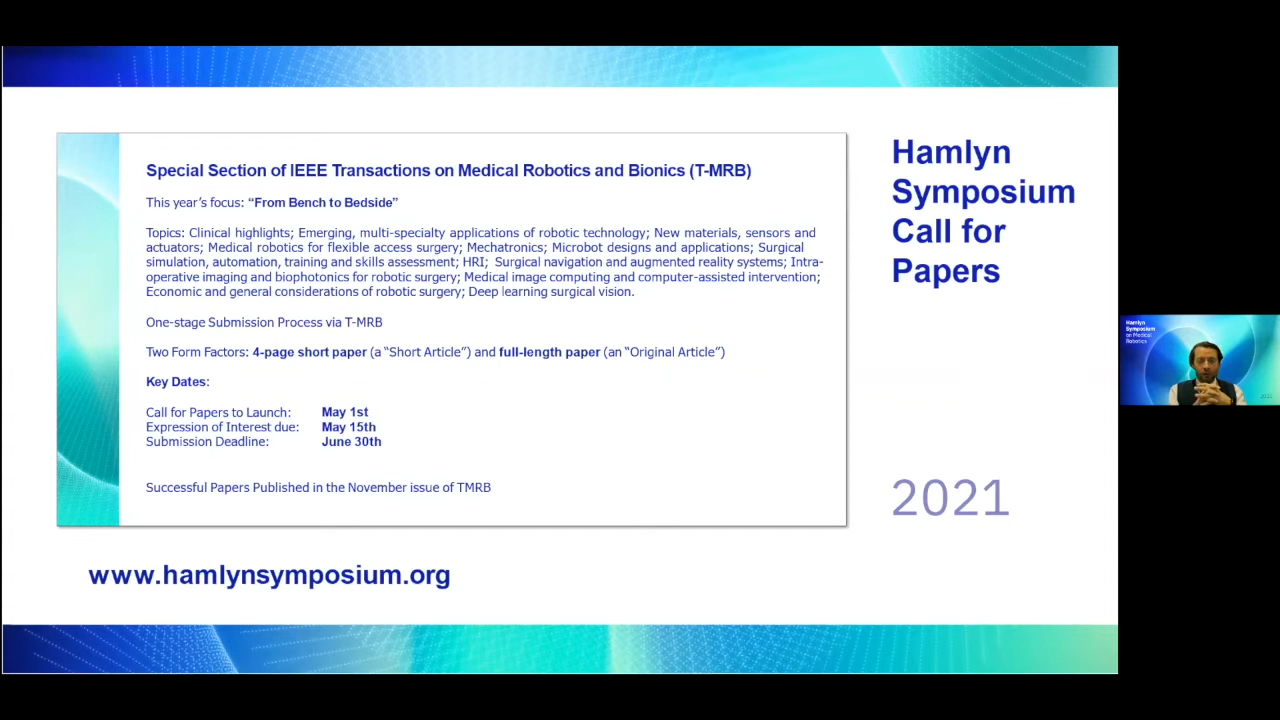 Special Section of IEEE Transactions on Medical Robotics and Bionics (T-MRB)
This year's focus: "From Bench to Bedside"
Topics: Clinical highlights; Emerging, multi-specialty applications of robotic technology; New materials, sensors and
actuators; Medical robotics for flexible access surgery; Mechatronics; Microbot designs and applications; Surgical
simulation, automation, training and skills assessment; HRI; Surgical navigation and augmented reality systems; Intra-
operative imaging and biophotonics for robotic surgery; Medical image computing and computer-assisted intervention;
Economic and general considerations of robotic surgery; Deep learning surgical vision.
One-stage Submission Process via T-MRB
Two Form Factors: 4-page short paper (a "Short Article") and full-length paper (an "Original Article")
Key Dates:
Call for Papers to Launch: May 1st
Expression of Interest due: May 15th
Submission Deadline: June 30th
Successful Papers Published in the November issue of TMRB
www.hamlynsymposium.org
Hamlyn
Symposium
Call for
Papers
2021
Hamlyn
Symposium
on Medical
Robotics